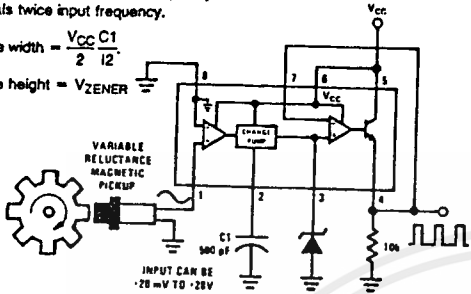 ls twice input frequency.
e width = VCC/2 C1/I2.
e height = VZENER
VCC
8
7
6
5
VCC
CHARGE
PUMP
VARIABLE
RELUCTANCE
MAGNETIC
PICKUP
1
2
3
4
C1
500 pF
10k
INPUT CAN BE
+20 mV TO +28V